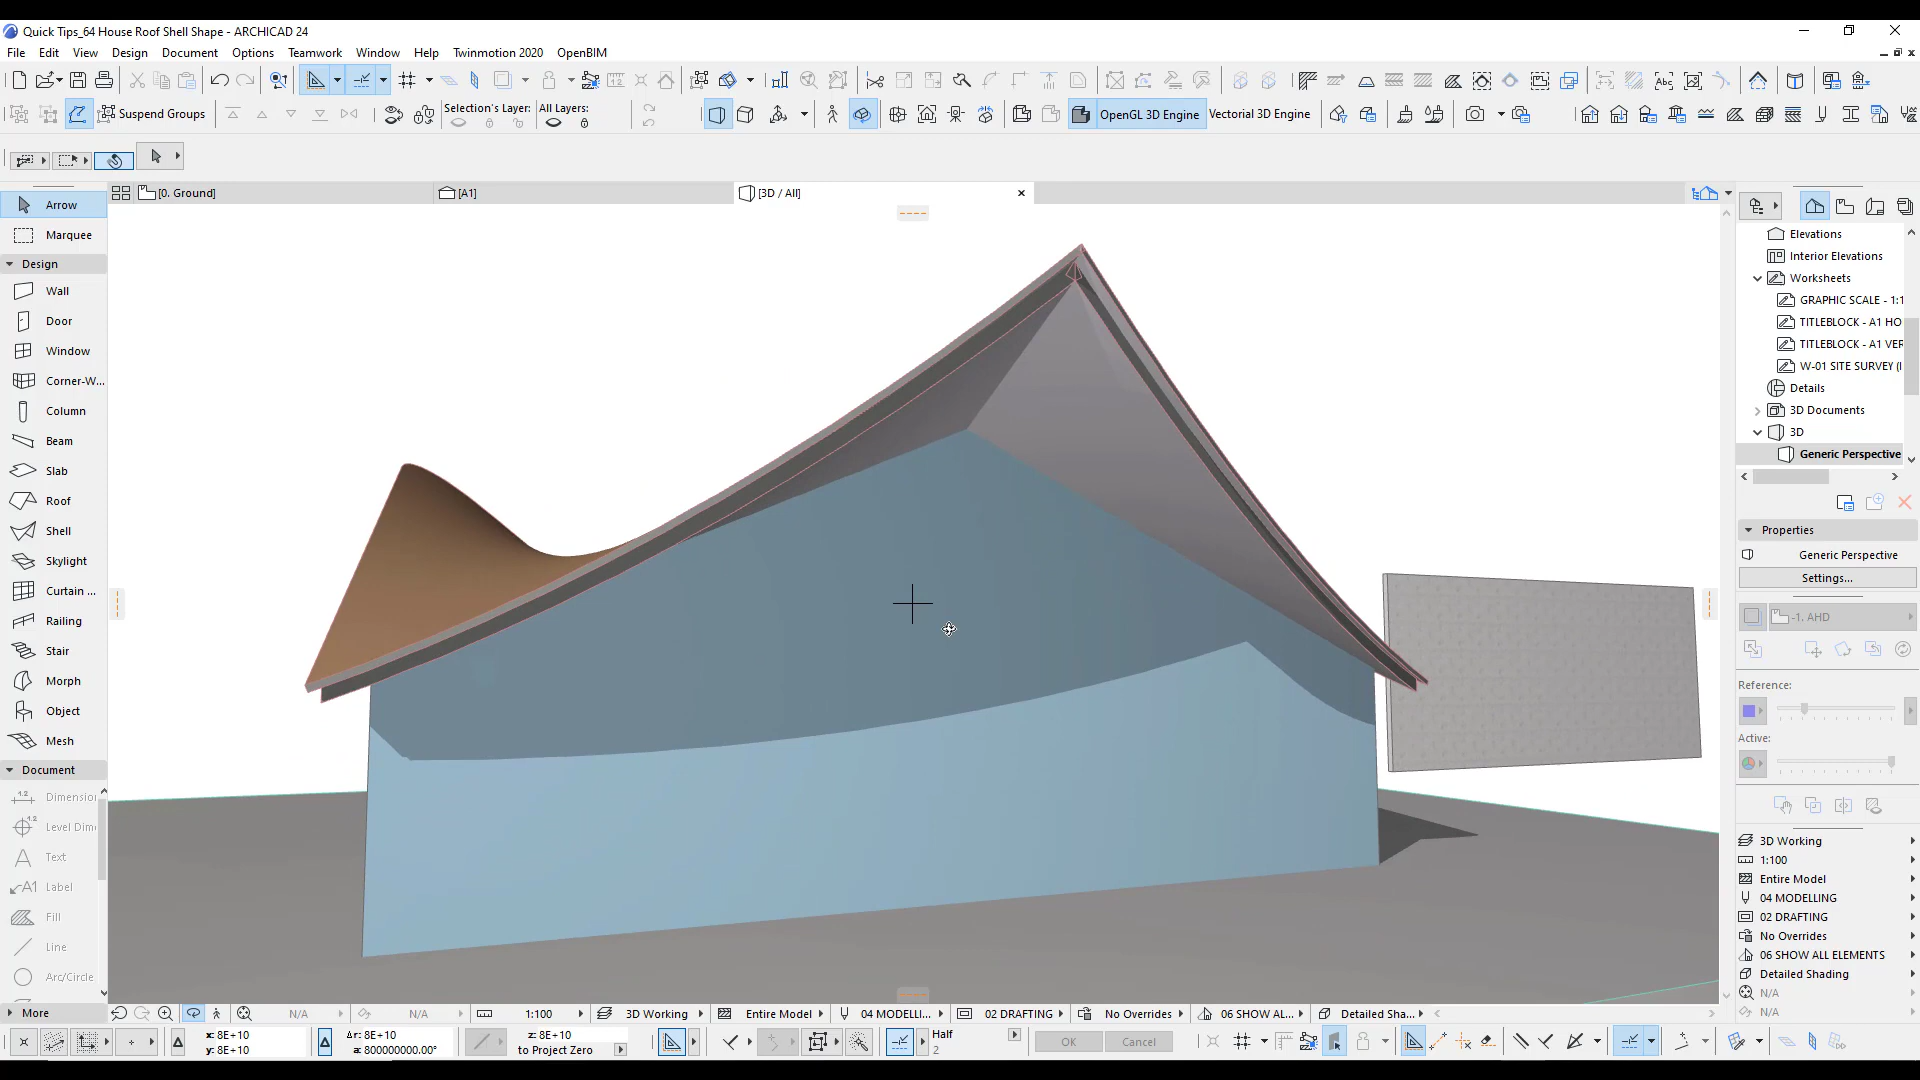 Quick Tips_64 House Roof Shell Shape - ARCHICAD 24
File Edit View Design Document Options Teamwork Window Help Twinmotion 2020 OpenBIM
Suspend Groups
Selection's Layer: All Layers:
OpenGL 3D Engine Vectorial 3D Engine
[0. Ground] [A1] [3D / All]
Arrow
Marquee
Design
Wall
Door
Window
Corner-W...
Column
Beam
Slab
Roof
Shell
Skylight
Curtain ...
Railing
Stair
Morph
Object
Mesh
Document
Dimension
Level Dim
Text
A1 Label
Fill
Line
Arc/Circle
More
Elevations
Interior Elevations
Worksheets
GRAPHIC SCALE - 1:1
TITLEBLOCK - A1 HO
TITLEBLOCK - A1 VER
W-01 SITE SURVEY (I
Details
3D Documents
3D
Generic Perspective
Properties
Generic Perspective
Settings...
-1. AHD
Reference:
Active:
3D Working
1:100
Entire Model
04 MODELLING
02 DRAFTING
No Overrides
06 SHOW ALL ELEMENTS
Detailed Shading
N/A
N/A
N/A N/A 1:100 3D Working Entire Model 04 MODELLI... 02 DRAFTING No Overrides 06 SHOW AL... Detailed Sha...
x: 8E+10 Δr: 8E+10 z: 8E+10 Half OK Cancel
y: 8E+10 a: 800000000.00° to Project Zero 2